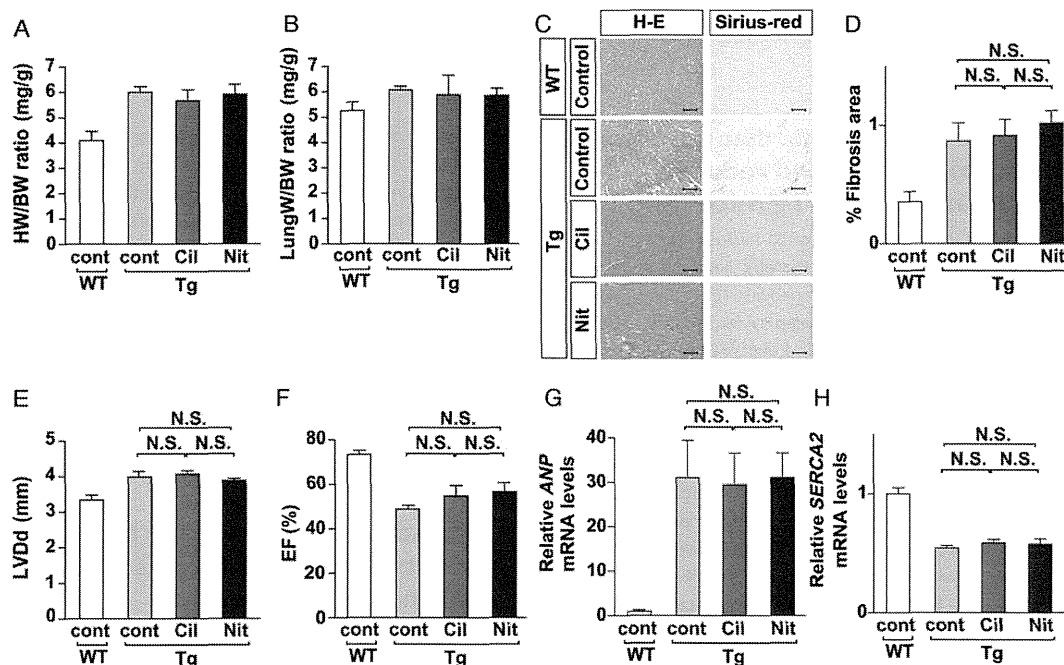 A
HW/BW ratio (mg/g)
7
6
5
4
3
2
1
0
cont
cont
Cil
Nit
WT
Tg
B
LungW/BW ratio (mg/g)
7
6
5
4
3
2
1
0
cont
cont
Cil
Nit
WT
Tg
C
H-E
Sirius-red
WT
Control
Tg
Control
Cil
Nit
D
N.S.
N.S. N.S.
% Fibrosis area
1
0
cont
cont
Cil
Nit
WT
Tg
E
N.S.
N.S. N.S.
LVDd (mm)
5
4
3
2
1
0
cont
cont
Cil
Nit
WT
Tg
F
N.S.
N.S. N.S.
EF (%)
80
60
40
20
0
cont
cont
Cil
Nit
WT
Tg
G
N.S.
N.S. N.S.
Relative ANP
mRNA levels
40
30
20
10
0
cont
cont
Cil
Nit
WT
Tg
H
N.S.
N.S. N.S.
Relative SERCA2
mRNA levels
1
0
cont
cont
Cil
Nit
WT
Tg